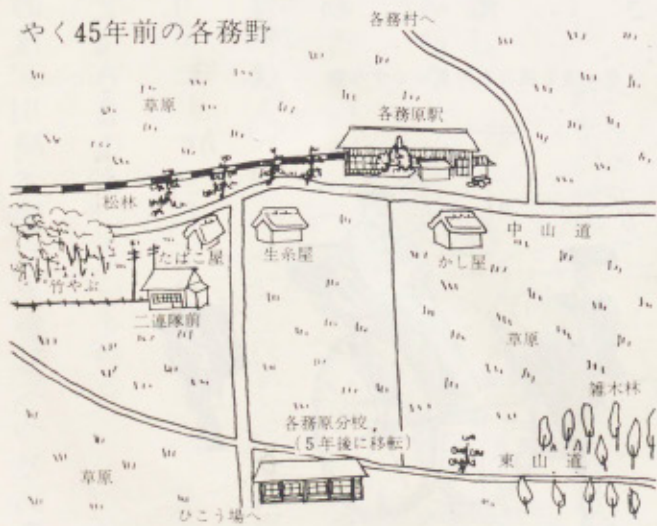 やく45年前の各務野
各務村へ
草原
各務原駅
松林
中山道
たばこ屋
生糸屋
かし屋
竹やぶ
二連隊前
草原
雑木林
各務原分校
(5年後に移転)
東山道
草原
ひこう場へ